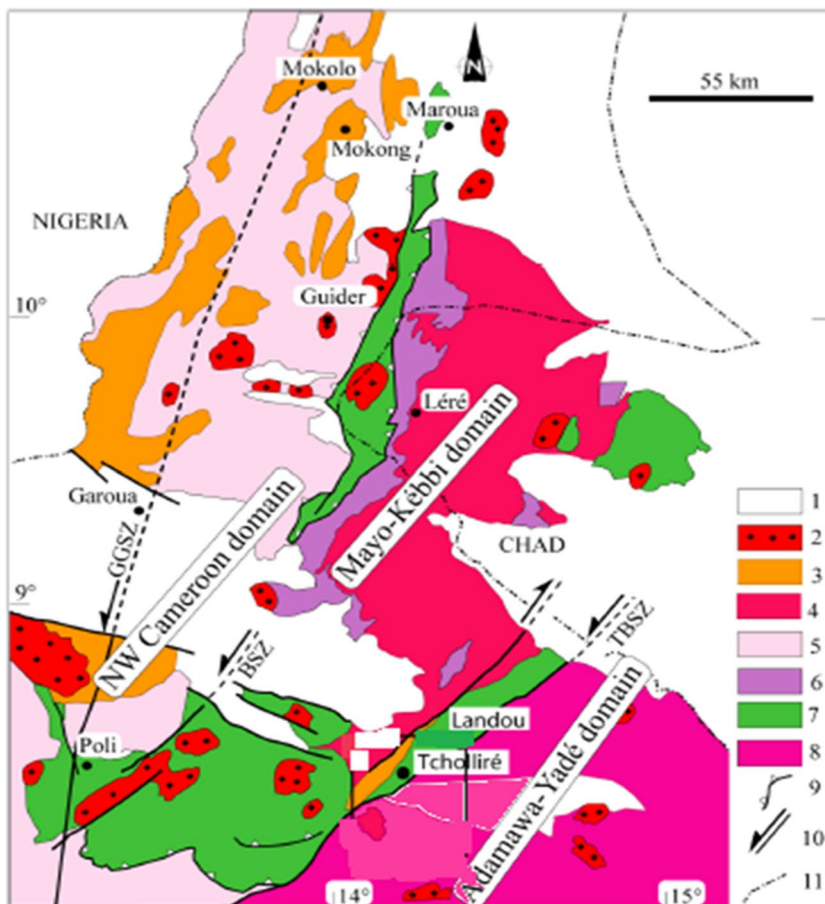 Mokolo
N
55 km
Maroua
Mokong
NIGERIA
10°
Guider
Léré
Mayo-Kébbi domain
Garoua
GGSZ
NW Cameroon domain
CHAD
9°
BSZ
TBSZ
Landou
Poli
Tcholliré
Adamawa-Yadé domain
14°
15°
1
2
3
4
5
6
7
8
9
10
11